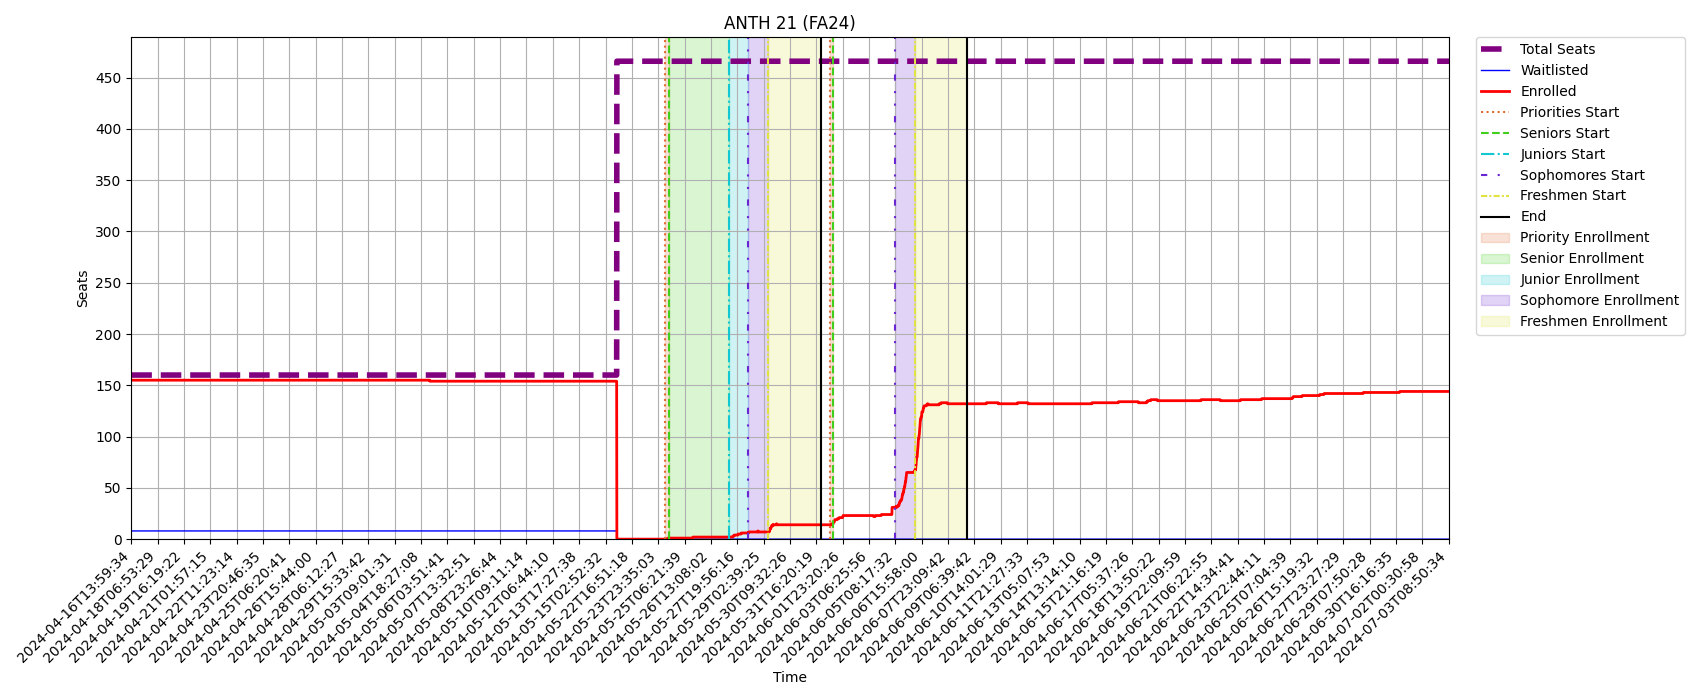 ANTH 21 (FA24)
Seats
450
400
350
300
250
200
150
100
50
0
2024-04-16T13:59:34
2024-04-18T06:53:29
2024-04-19T16:19:22
2024-04-21T01:57:15
2024-04-22T11:23:14
2024-04-23T20:46:35
2024-04-25T06:20:41
2024-04-26T15:44:00
2024-04-28T06:12:27
2024-04-29T15:33:42
2024-05-03T09:01:31
2024-05-04T18:27:08
2024-05-06T03:51:41
2024-05-07T13:32:51
2024-05-08T23:26:44
2024-05-10T09:11:14
2024-05-12T06:44:10
2024-05-13T17:27:38
2024-05-15T02:52:32
2024-05-22T16:51:18
2024-05-23T23:35:03
2024-05-25T06:21:39
2024-05-26T13:08:02
2024-05-27T19:56:16
2024-05-29T02:39:25
2024-05-30T09:32:26
2024-05-31T16:20:19
2024-06-01T23:20:26
2024-06-03T06:25:56
2024-06-05T08:17:32
2024-06-06T15:58:00
2024-06-07T23:09:42
2024-06-09T06:39:42
2024-06-10T14:01:29
2024-06-11T21:27:33
2024-06-13T05:07:53
2024-06-14T13:14:10
2024-06-15T21:16:19
2024-06-17T05:37:26
2024-06-18T13:50:22
2024-06-19T22:09:59
2024-06-21T06:22:55
2024-06-22T14:34:41
2024-06-23T22:44:11
2024-06-25T07:04:39
2024-06-26T15:19:32
2024-06-27T23:27:29
2024-06-29T07:50:28
2024-06-30T16:16:35
2024-07-02T00:30:58
2024-07-03T08:50:34
Time
Total Seats
Waitlisted
Enrolled
Priorities Start
Seniors Start
Juniors Start
Sophomores Start
Freshmen Start
End
Priority Enrollment
Senior Enrollment
Junior Enrollment
Sophomore Enrollment
Freshmen Enrollment